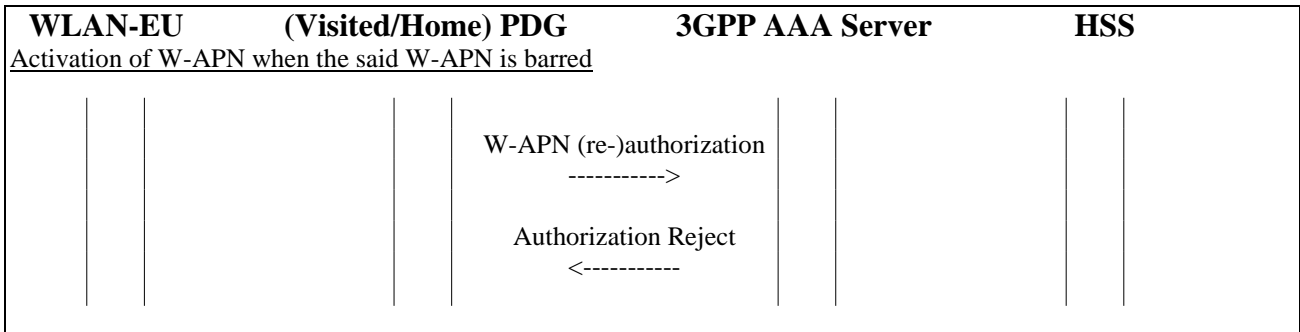 WLAN-EU (Visited/Home) PDG 3GPP AAA Server HSS
Activation of W-APN when the said W-APN is barred
W-APN (re-)authorization
----------->
Authorization Reject
<-----------